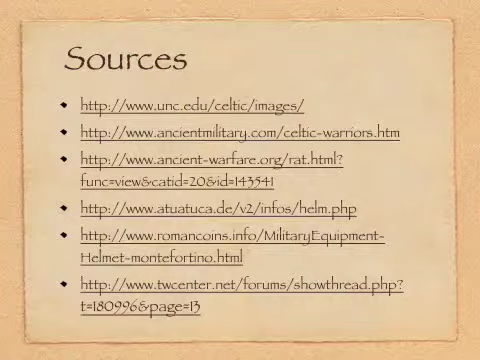 Sources
http://www.unc.edu/celtic/images/
http://www.ancientmilitary.com/celtic-warriors.htm
http://www.ancient-warfare.org/rat.html?
func=view&catid=20&id=143541
http://www.atuatuca.de/v2/infos/helm.php
http://www.romancoins.info/MilitaryEquipment-
Helmet-montefortino.html
http://www.twcenter.net/forums/showthread.php?
t=180996&page=13